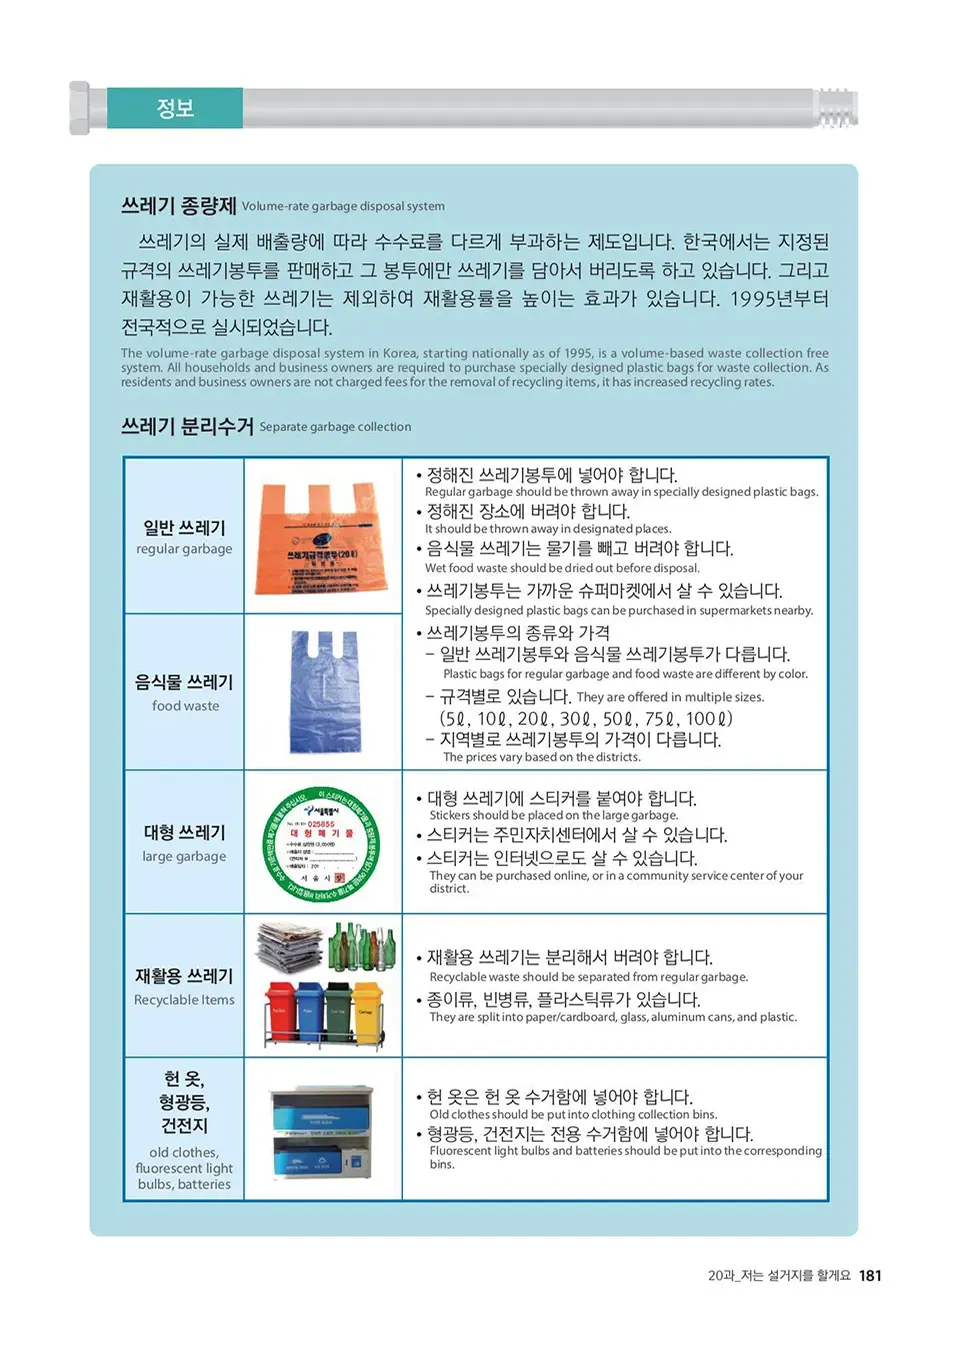 정보
쓰레기 종량제 Volume-rate garbage disposal system
쓰레기의 실제 배출량에 따라 수수료를 다르게 부과하는 제도입니다. 한국에서는 지정된
규격의 쓰레기봉투를 판매하고 그 봉투에만 쓰레기를 담아서 버리도록 하고 있습니다. 그리고
재활용이 가능한 쓰레기는 제외하여 재활용률을 높이는 효과가 있습니다. 1995년부터
전국적으로 실시되었습니다.
The volume-rate garbage disposal system in Korea, starting nationally as of 1995, is a volume-based waste collection free
system. All households and business owners are required to purchase specially designed plastic bags for waste collection. As
residents and business owners are not charged fees for the removal of recycling items, it has increased recycling rates.
쓰레기 분리수거 Separate garbage collection
일반 쓰레기
regular garbage
쓰레기규격봉투(20ℓ)
• 정해진 쓰레기봉투에 넣어야 합니다.
Regular garbage should be thrown away in specially designed plastic bags.
• 정해진 장소에 버려야 합니다.
It should be thrown away in designated places.
• 음식물 쓰레기는 물기를 빼고 버려야 합니다.
Wet food waste should be dried out before disposal.
• 쓰레기봉투는 가까운 슈퍼마켓에서 살 수 있습니다.
Specially designed plastic bags can be purchased in supermarkets nearby.
• 쓰레기봉투의 종류와 가격
– 일반 쓰레기봉투와 음식물 쓰레기봉투가 다릅니다.
Plastic bags for regular garbage and food waste are different by color.
– 규격별로 있습니다. They are offered in multiple sizes.
(5ℓ, 10ℓ, 20ℓ, 30ℓ, 50ℓ, 75ℓ, 100ℓ)
– 지역별로 쓰레기봉투의 가격이 다릅니다.
The prices vary based on the districts.
음식물 쓰레기
food waste
대형 쓰레기
large garbage
서울특별시
025855
대형폐기물
서울시장
• 대형 쓰레기에 스티커를 붙여야 합니다.
Stickers should be placed on the large garbage.
• 스티커는 주민자치센터에서 살 수 있습니다.
• 스티커는 인터넷으로도 살 수 있습니다.
They can be purchased online, or in a community service center of your
district.
재활용 쓰레기
Recyclable Items
• 재활용 쓰레기는 분리해서 버려야 합니다.
Recyclable waste should be separated from regular garbage.
• 종이류, 빈병류, 플라스틱류가 있습니다.
They are split into paper/cardboard, glass, aluminum cans, and plastic.
헌 옷,
형광등,
건전지
old clothes,
fluorescent light
bulbs, batteries
• 헌 옷은 헌 옷 수거함에 넣어야 합니다.
Old clothes should be put into clothing collection bins.
• 형광등, 건전지는 전용 수거함에 넣어야 합니다.
Fluorescent light bulbs and batteries should be put into the corresponding
bins.
20과_저는 설거지를 할게요 181